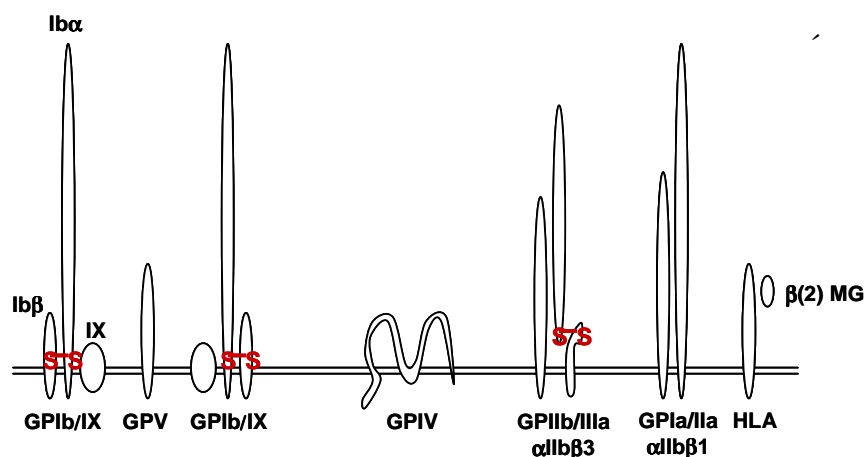 Ibα
Ibβ
IX
S–S
S–S
S–S
β(2) MG
GPIb/IX
GPV
GPIb/IX
GPIV
GPIIb/IIIa
αIIbβ3
GPIa/IIa
αIIbβ1
HLA